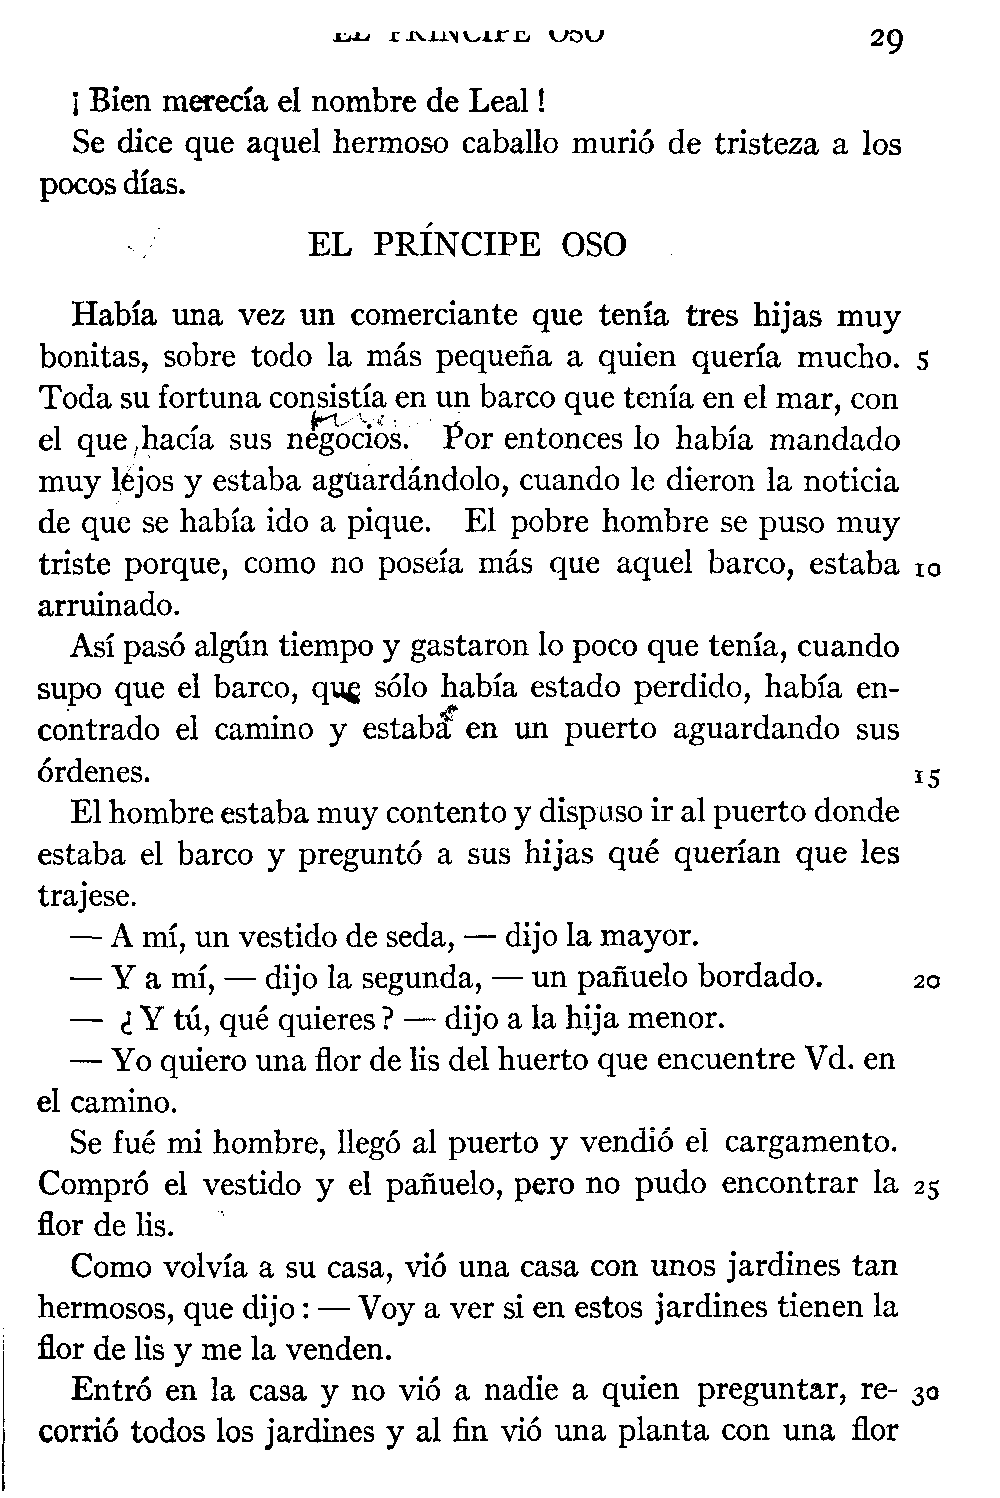 EL PRÍNCIPE OSO 29
¡ Bien merecía el nombre de Leal !
Se dice que aquel hermoso caballo murió de tristeza a los
pocos días.
EL PRÍNCIPE OSO
Había una vez un comerciante que tenía tres hijas muy
bonitas, sobre todo la más pequeña a quien quería mucho. 5
Toda su fortuna consistía en un barco que tenía en el mar, con
el que hacía sus negocios. Por entonces lo había mandado
muy lejos y estaba aguardándolo, cuando le dieron la noticia
de que se había ido a pique. El pobre hombre se puso muy
triste porque, como no poseía más que aquel barco, estaba 10
arruinado.
Así pasó algún tiempo y gastaron lo poco que tenía, cuando
supo que el barco, que sólo había estado perdido, había en-
contrado el camino y estaba en un puerto aguardando sus
órdenes. 15
El hombre estaba muy contento y dispuso ir al puerto donde
estaba el barco y preguntó a sus hijas qué querían que les
trajese.
— A mí, un vestido de seda, — dijo la mayor.
— Y a mí, — dijo la segunda, — un pañuelo bordado. 20
— ¿ Y tú, qué quieres ? — dijo a la hija menor.
— Yo quiero una flor de lis del huerto que encuentre Vd. en
el camino.
Se fué mi hombre, llegó al puerto y vendió el cargamento.
Compró el vestido y el pañuelo, pero no pudo encontrar la 25
flor de lis.
Como volvía a su casa, vió una casa con unos jardines tan
hermosos, que dijo : — Voy a ver si en estos jardines tienen la
flor de lis y me la venden.
Entró en la casa y no vió a nadie a quien preguntar, re- 30
corrió todos los jardines y al fin vió una planta con una flor